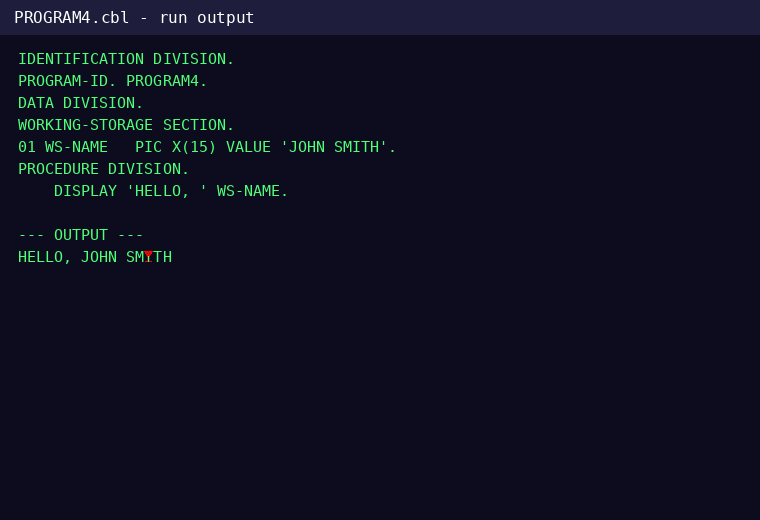 PROGRAM4.cbl - run output
IDENTIFICATION DIVISION.
PROGRAM-ID. PROGRAM4.
DATA DIVISION.
WORKING-STORAGE SECTION.
01 WS-NAME   PIC X(15) VALUE 'JOHN SMITH'.
PROCEDURE DIVISION.
    DISPLAY 'HELLO, ' WS-NAME.
--- OUTPUT ---
HELLO, JOHN SMITH